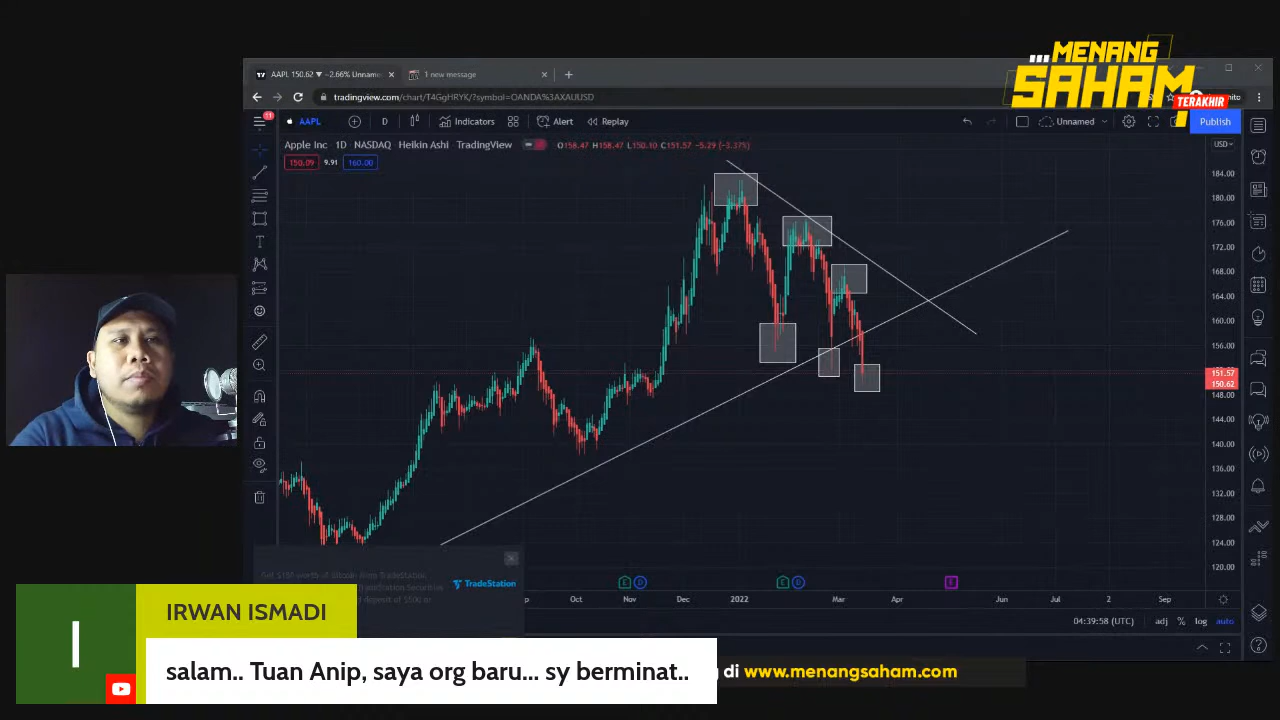 MENANG
SAHAM
TERAKHIR
AAPL 150.62 ▼ −2.66% Unname
1 new message
tradingview.com/chart/T4GgHRYK/?symbol=OANDA%3AXAUUSD
11
AAPL
D
Indicators
Alert
Replay
Unnamed
Publish
Apple Inc · 1D · NASDAQ · Heikin Ashi · TradingView
O158.47 H158.47 L150.10 C151.57 −5.29 (−3.37%)
USD
150.09 9.91 160.00
184.00
180.00
176.00
172.00
168.00
164.00
160.00
156.00
151.57
150.62
148.00
144.00
140.00
136.00
132.00
128.00
124.00
120.00
TradeStation
Oct
Nov
Dec
2022
Mar
Apr
Jun
Jul
2
Sep
E D E D E
04:39:58 (UTC)
adj % log auto
IRWAN ISMADI
I
salam.. Tuan Anip, saya org baru... sy berminat..
di www.menangsaham.com